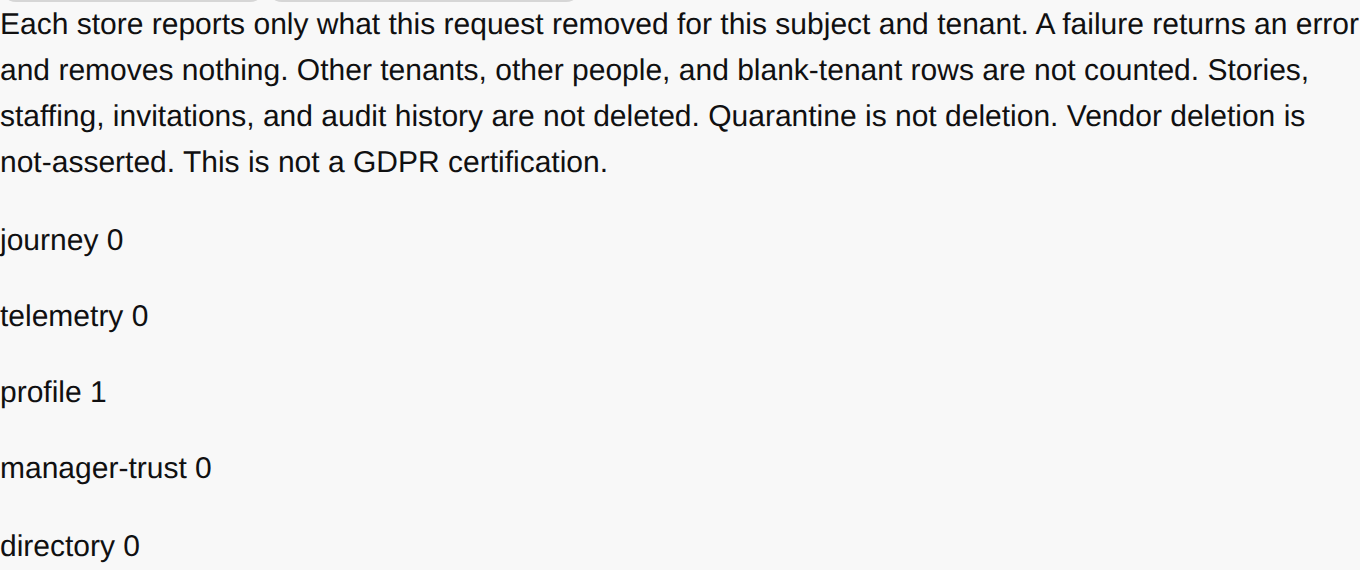 Each store reports only what this request removed for this subject and tenant. A failure returns an error
and removes nothing. Other tenants, other people, and blank-tenant rows are not counted. Stories,
staffing, invitations, and audit history are not deleted. Quarantine is not deletion. Vendor deletion is
not-asserted. This is not a GDPR certification.
journey 0
telemetry 0
profile 1
manager-trust 0
directory 0